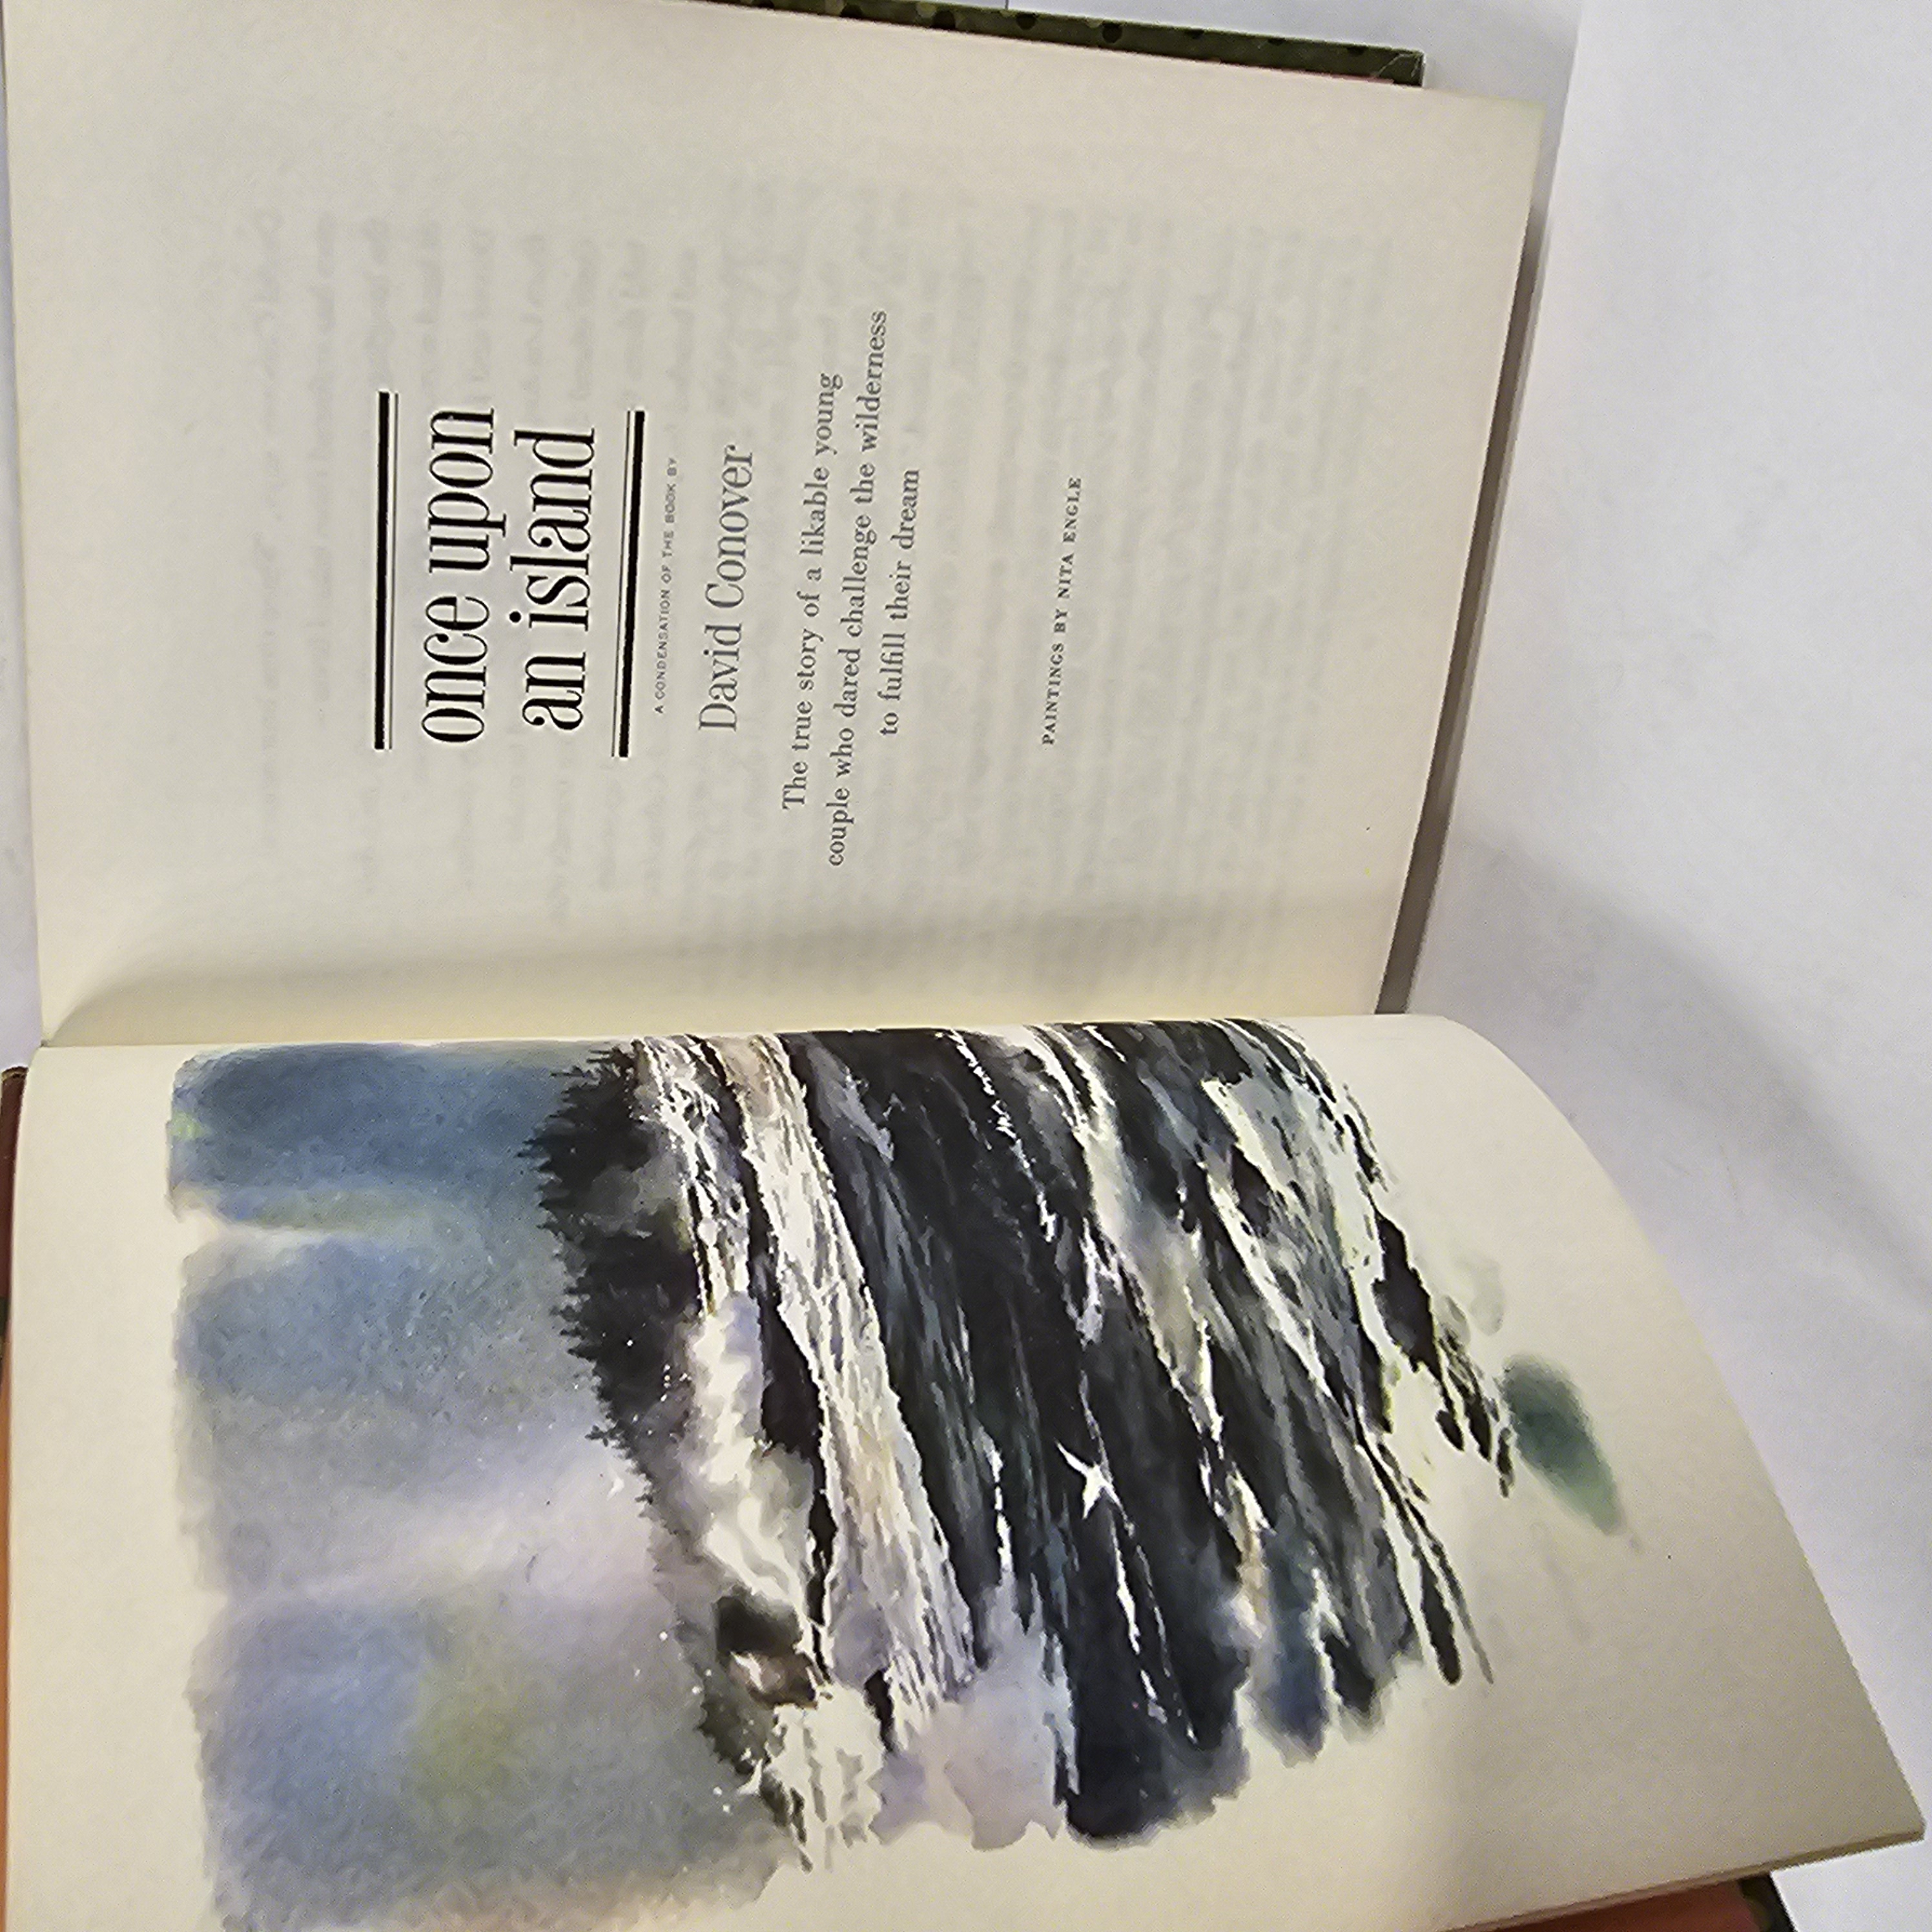 once upon
an island
A CONDENSATION OF THE BOOK BY
David Conover
The true story of a likable young
couple who dared challenge the wilderness
to fulfill their dream
PAINTINGS BY NITA ENGLE